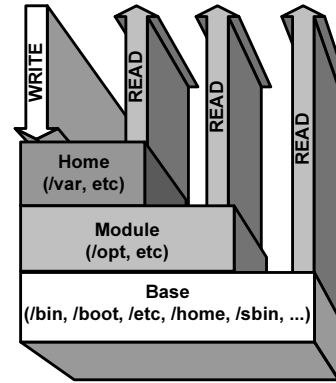 WRITE
READ
READ
READ
Home
(/var, etc)
Module
(/opt, etc)
Base
(/bin, /boot, /etc, /home, /sbin, ...)